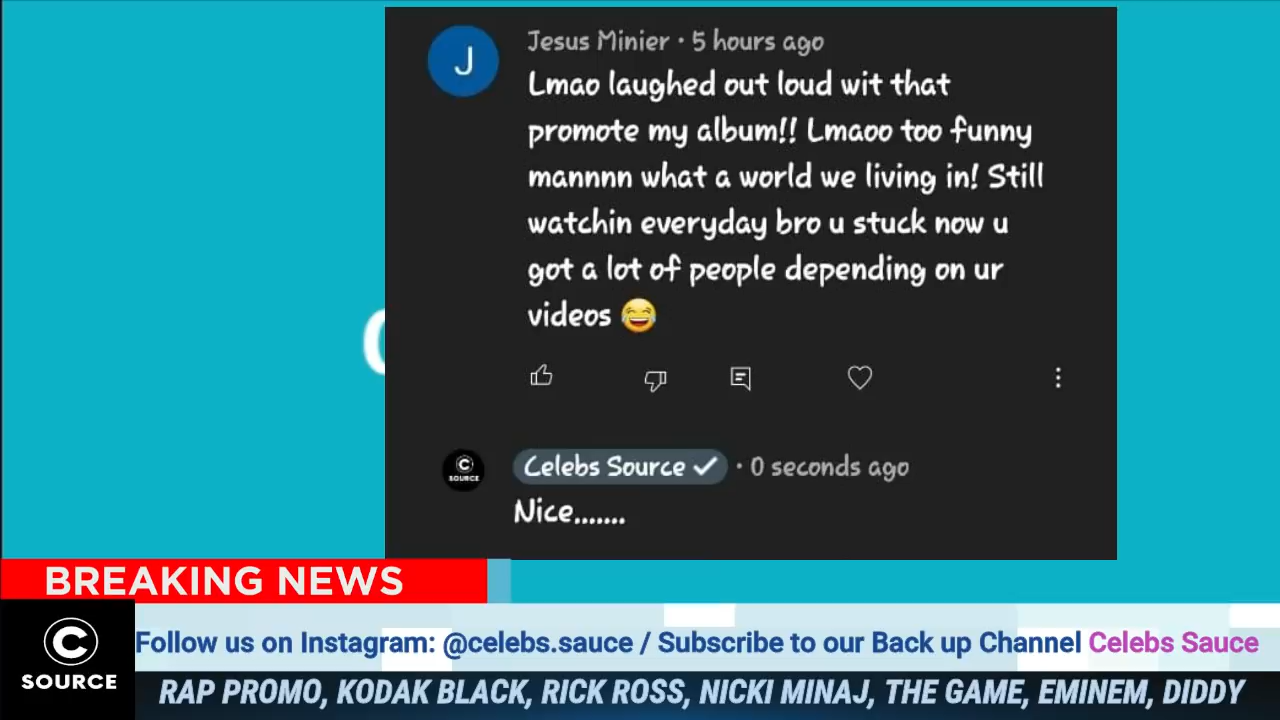 J
Jesus Minier · 5 hours ago
Lmao laughed out loud wit that
promote my album!! Lmaoo too funny
mannnn what a world we living in! Still
watchin everyday bro u stuck now u
got a lot of people depending on ur
videos 😂
C
SOURCE
Celebs Source ✓ · 0 seconds ago
Nice.......
BREAKING NEWS
C
SOURCE
Follow us on Instagram: @celebs.sauce / Subscribe to our Back up Channel Celebs Sauce
RAP PROMO, KODAK BLACK, RICK ROSS, NICKI MINAJ, THE GAME, EMINEM, DIDDY